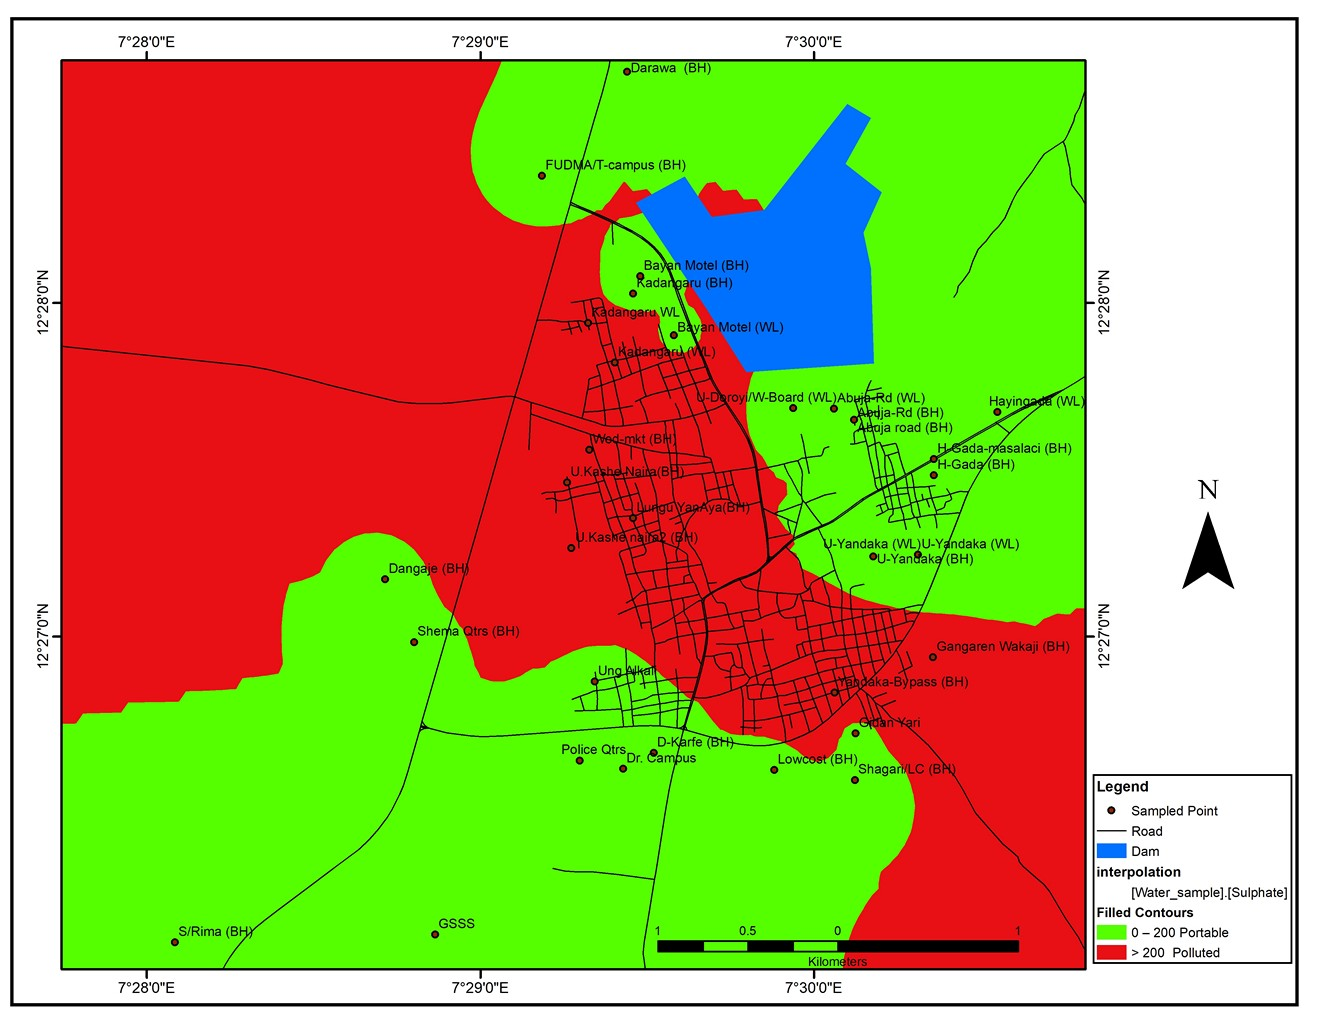 7°28'0"E
7°29'0"E
7°30'0"E
Darawa (BH)
FUDMA/T-campus (BH)
Bayan Motel (BH)
Kadangaru (BH)
12°28'0"N
12°28'0"N
Kadangaru WL
Bayan Motel (WL)
Kadangaru (WL)
U-Doroyi/W-Board (WL)
Abuja-Rd (WL)
Hayingada (WL)
Abuja-Rd (BH)
Abuja road (BH)
Wed-mkt (BH)
H-Gada-masalaci (BH)
H-Gada (BH)
U.Kashe Naira(BH)
N
Lungu YanAya(BH)
U.Kashe naira2 (BH)
U-Yandaka (WL)
U-Yandaka (WL)
U-Yandaka (BH)
Dangaje (BH)
Shema Qtrs (BH)
12°27'0"N
12°27'0"N
Gangaren Wakaji (BH)
Ung Alkali
Yandaka-Bypass (BH)
Gidan Yari
D-Karfe (BH)
Police Qtrs
Dr. Campus
Lowcost (BH)
Shagari/LC (BH)
Legend
Sampled Point
Road
Dam
interpolation
[Water_sample].[Sulphate]
Filled Contours
0 – 200 Portable
> 200 Polluted
S/Rima (BH)
GSSS
1 0.5 0 1
Kilometers
7°28'0"E
7°29'0"E
7°30'0"E